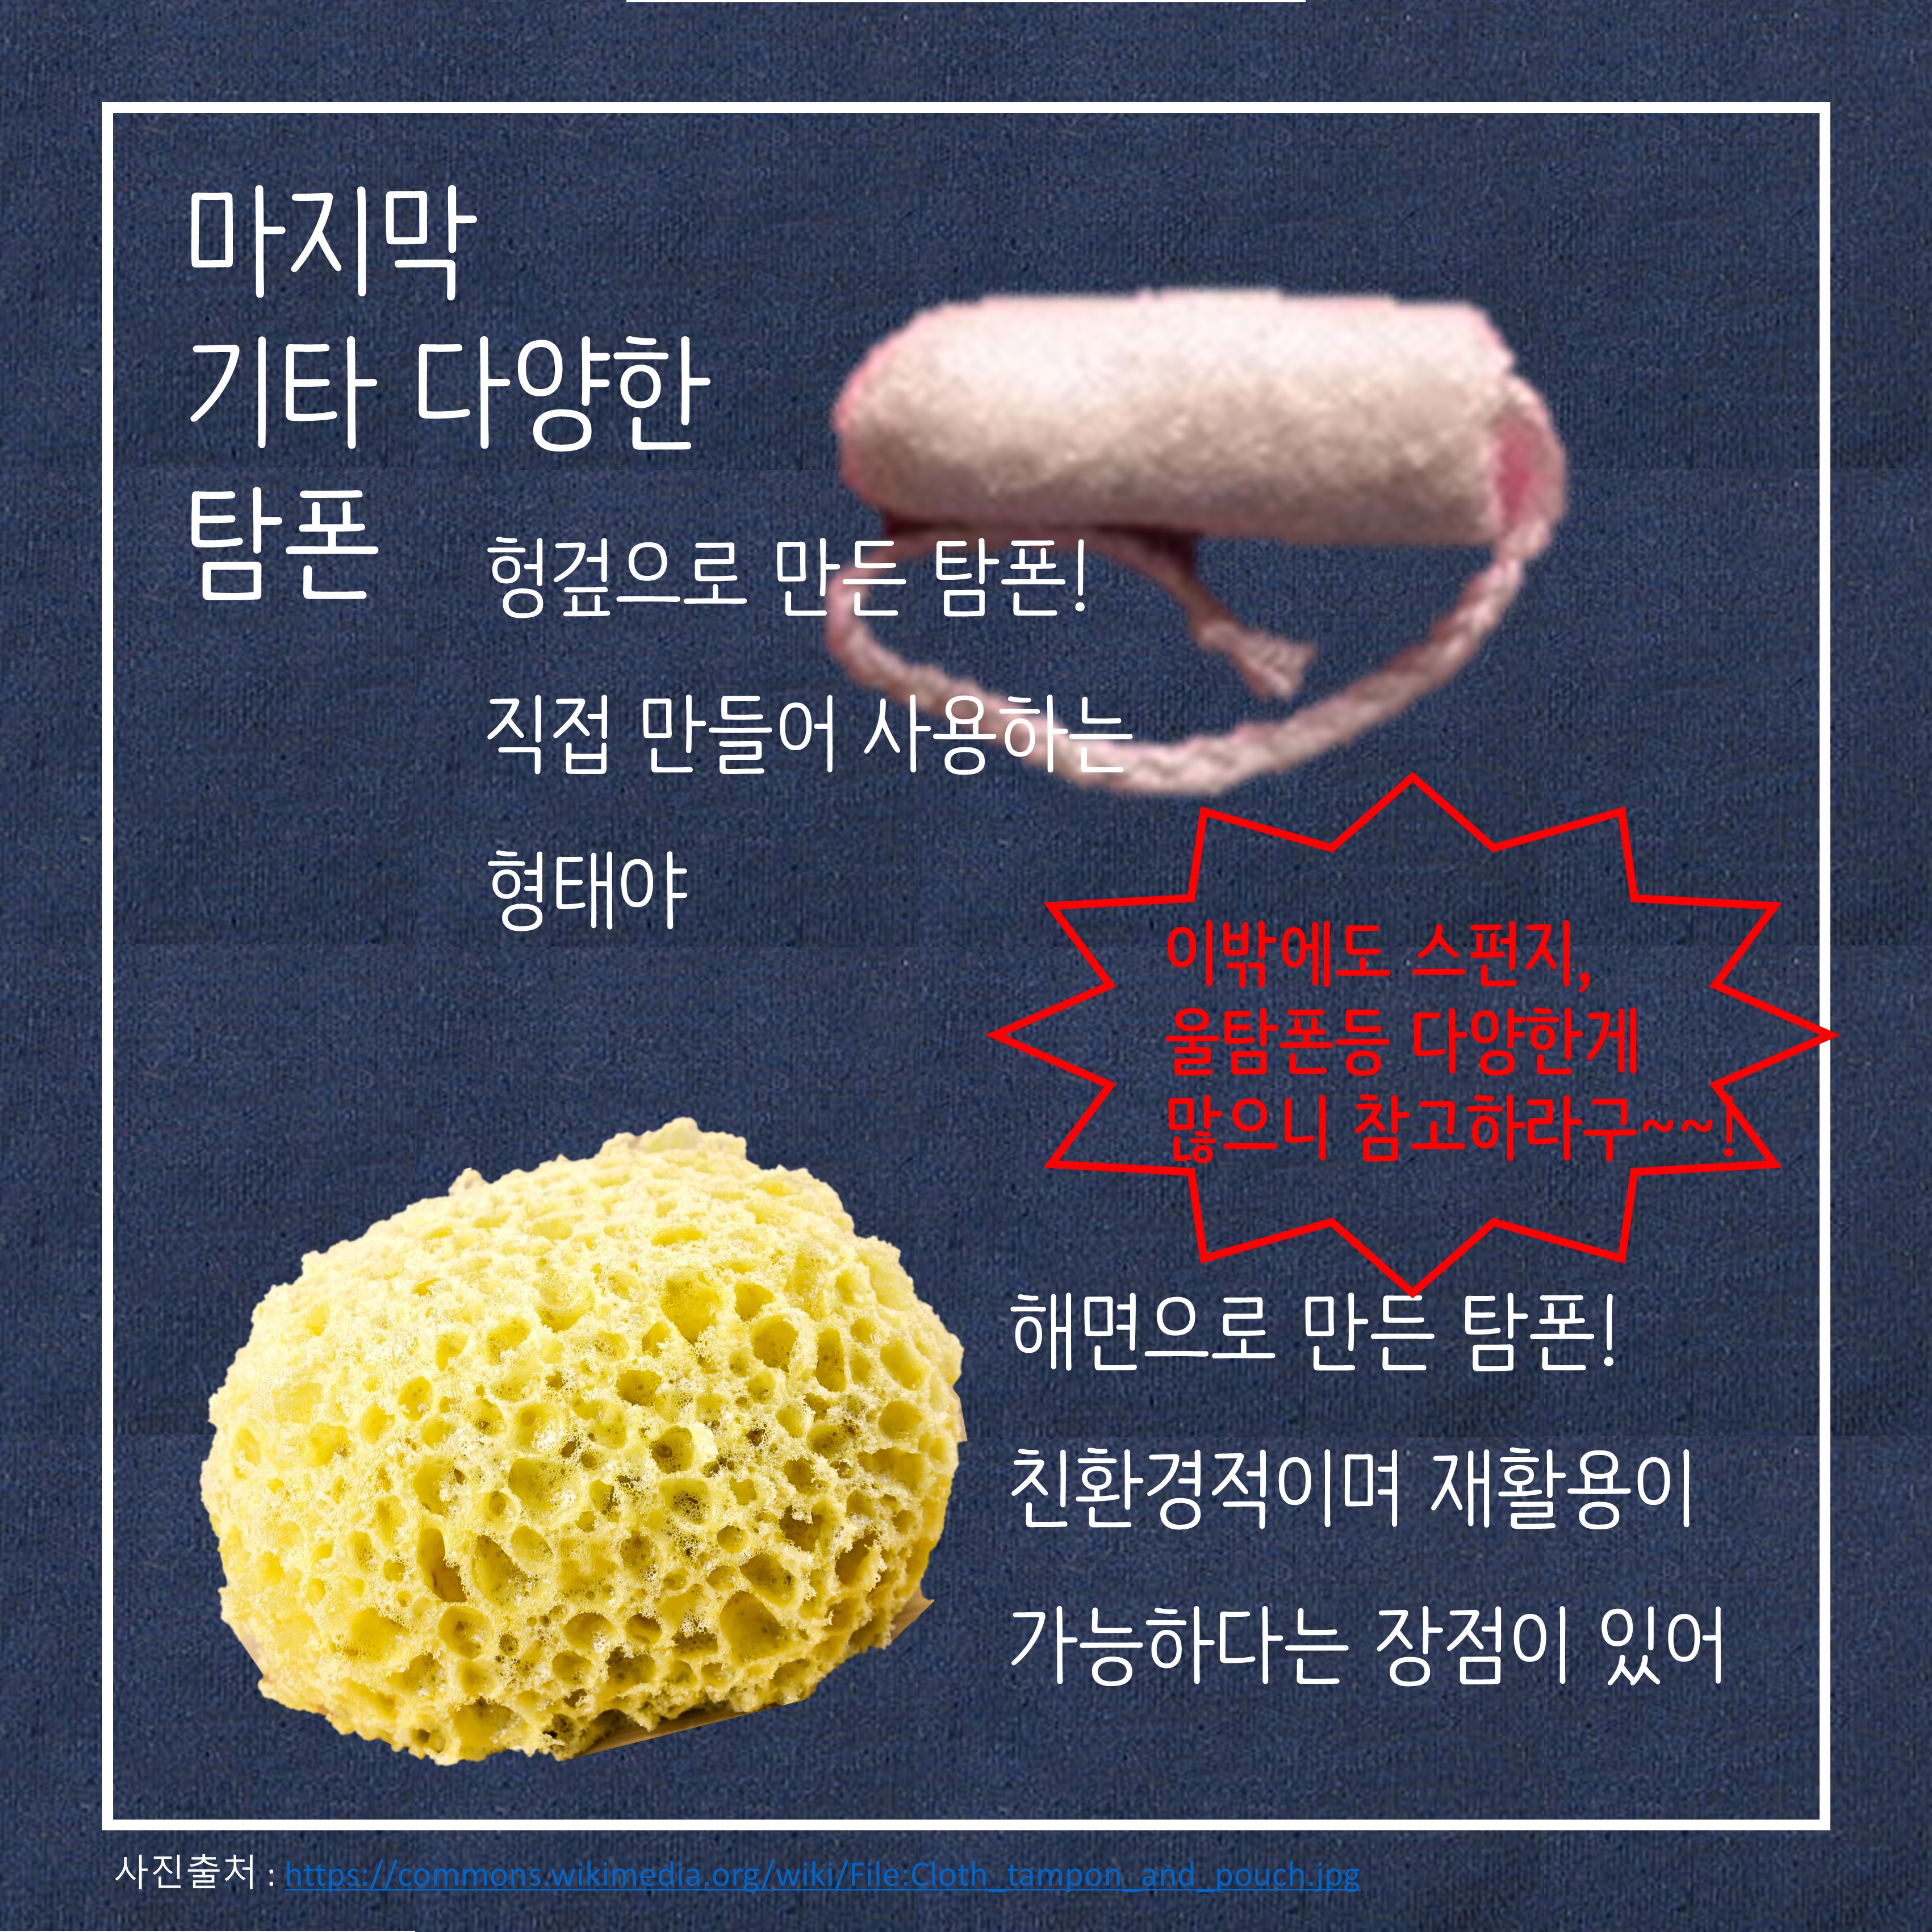 마지막
기타 다양한
탐폰
헝겊으로 만든 탐폰!
직접 만들어 사용하는
형태야
이밖에도 스펀지,
울탐폰등 다양한게
많으니 참고하라구~~!
해면으로 만든 탐폰!
친환경적이며 재활용이
가능하다는 장점이 있어
사진출처 : https://commons.wikimedia.org/wiki/File:Cloth_tampon_and_pouch.jpg